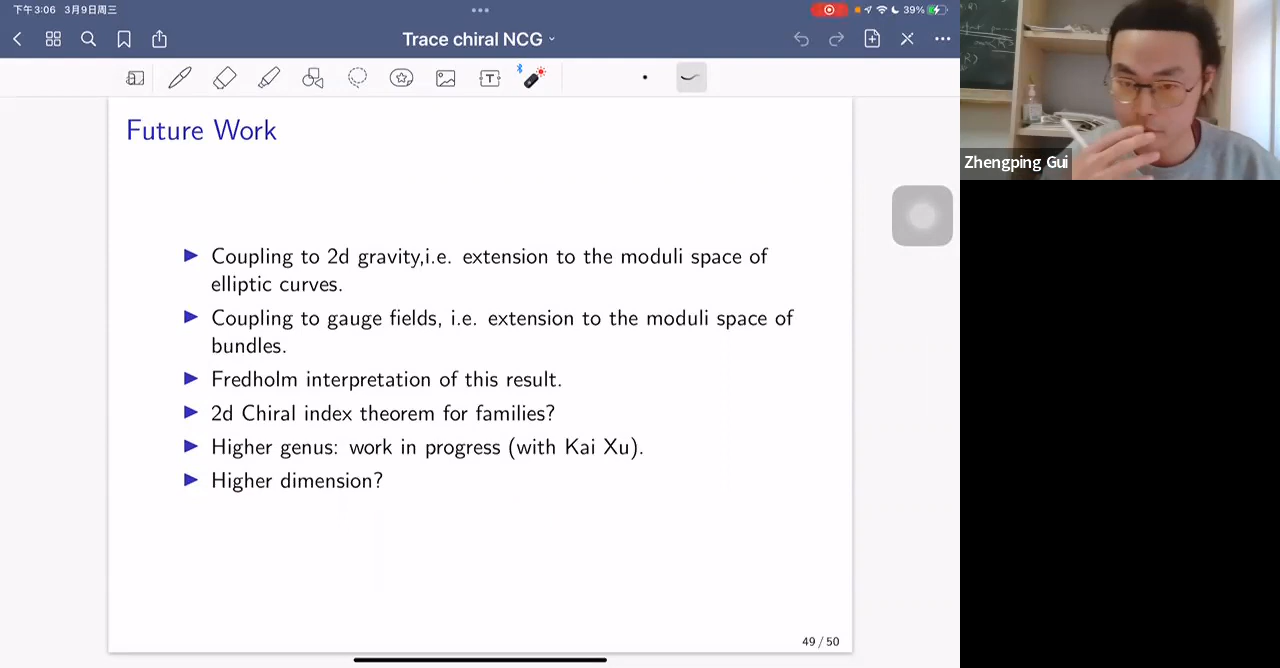 下午3:06 3月9日周三
39%
Trace chiral NCG
Future Work
Coupling to 2d gravity,i.e. extension to the moduli space of
elliptic curves.
Coupling to gauge fields, i.e. extension to the moduli space of
bundles.
Fredholm interpretation of this result.
2d Chiral index theorem for families?
Higher genus: work in progress (with Kai Xu).
Higher dimension?
49 / 50
Zhengping Gui